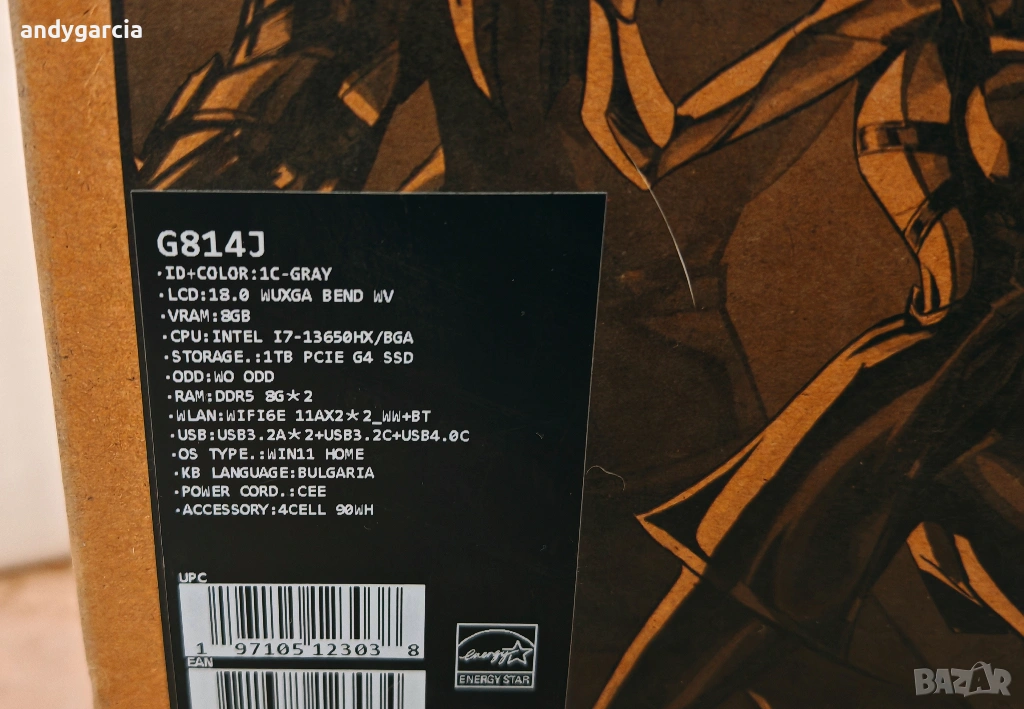 andygarcia
G814J
·ID+COLOR:1C-GRAY
·LCD:18.0 WUXGA BEND WV
·VRAM:8GB
·CPU:INTEL I7-13650HX/BGA
·STORAGE.:1TB PCIE G4 SSD
·ODD:WO ODD
·RAM:DDR5 8G*2
·WLAN:WIFI6E 11AX2*2_WW+BT
·USB:USB3.2A*2+USB3.2C+USB4.0C
·OS TYPE.:WIN11 HOME
·KB LANGUAGE:BULGARIA
·POWER CORD.:CEE
·ACCESSORY:4CELL 90WH
UPC
1 97105 12303 8
EAN
energy
ENERGY STAR
BAZAR